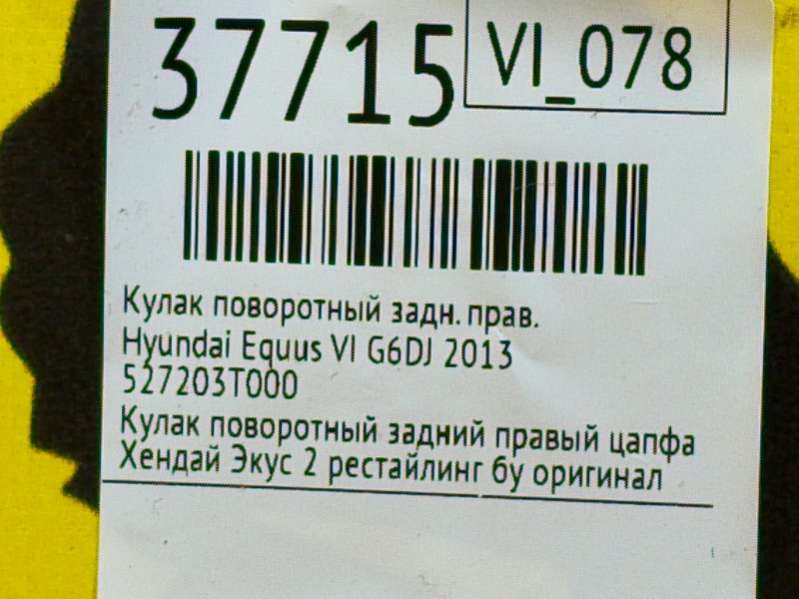 37715
VI_078
Кулак поворотный задн. прав.
Hyundai Equus VI G6DJ 2013
527203T000
Кулак поворотный задний правый цапфа
Хендай Экус 2 рестайлинг бу оригинал